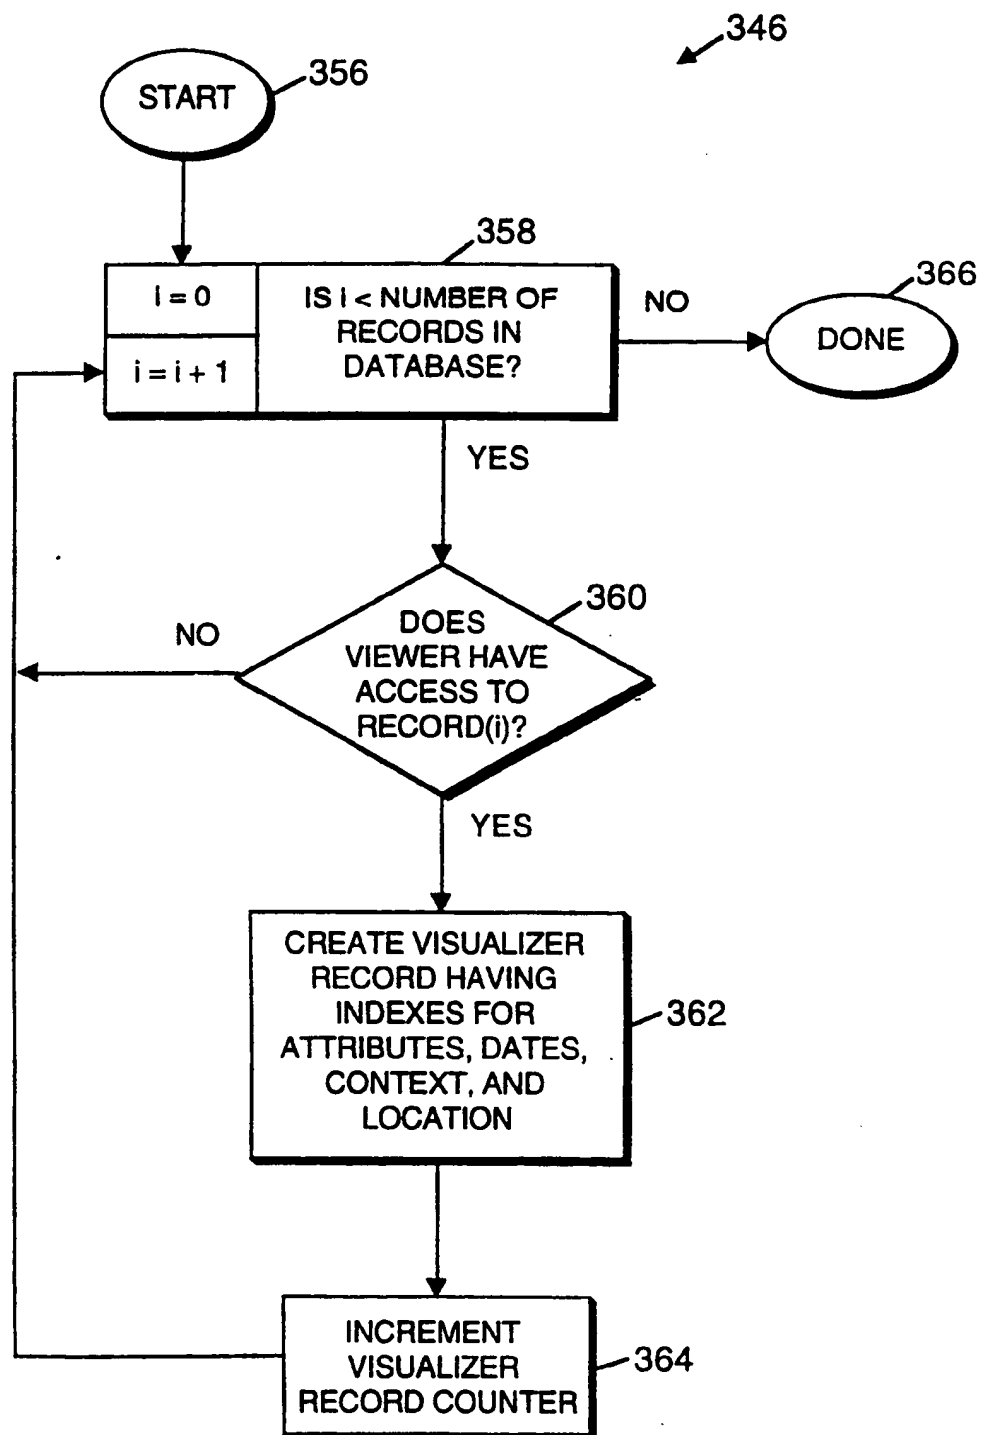 346
START
356
358
i = 0
i = i + 1
IS i < NUMBER OF
RECORDS IN
DATABASE?
NO
366
DONE
YES
360
DOES
VIEWER HAVE
ACCESS TO
RECORD(i)?
NO
YES
CREATE VISUALIZER
RECORD HAVING
INDEXES FOR
ATTRIBUTES, DATES,
CONTEXT, AND
LOCATION
362
INCREMENT
VISUALIZER
RECORD COUNTER
364